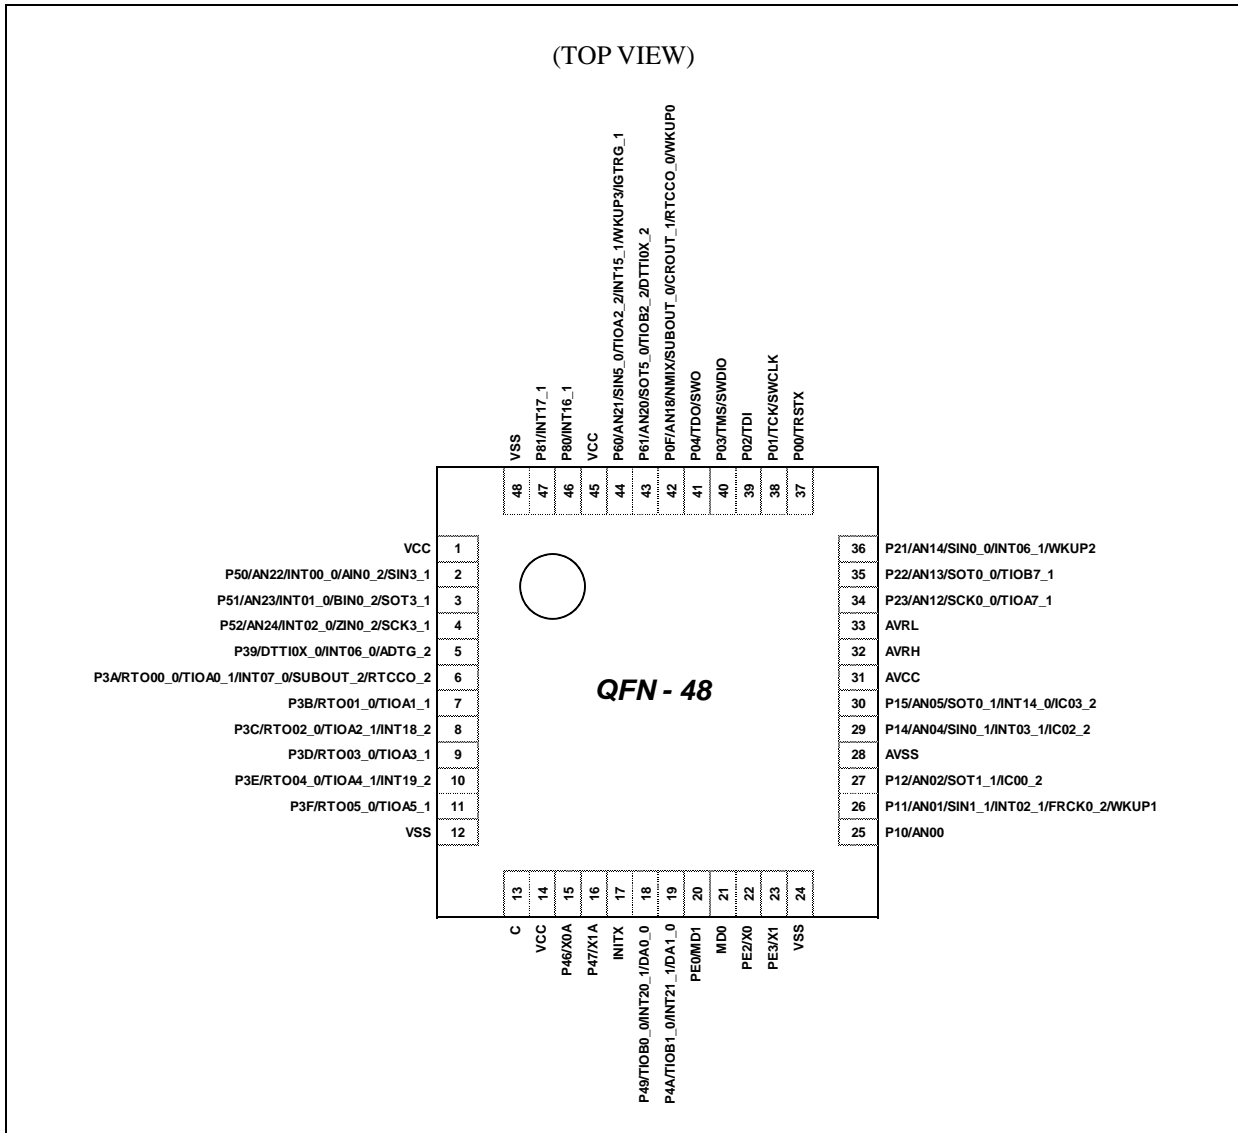 (TOP VIEW)
VSS
P81/INT17_1
P80/INT16_1
VCC
P60/AN21/SIN5_0/TIOA2_2/INT15_1/WKUP3/IGTRG_1
P61/AN20/SOT5_0/TIOB2_2/DTTI0X_2
P0F/AN18/NMIX/SUBOUT_0/CROUT_1/RTCCO_0/WKUP0
P04/TDO/SWO
P03/TMS/SWDIO
P02/TDI
P01/TCK/SWCLK
P00/TRSTX
48
47
46
45
44
43
42
41
40
39
38
37
VCC 1
P50/AN22/INT00_0/AIN0_2/SIN3_1 2
P51/AN23/INT01_0/BIN0_2/SOT3_1 3
P52/AN24/INT02_0/ZIN0_2/SCK3_1 4
P39/DTTI0X_0/INT06_0/ADTG_2 5
P3A/RTO00_0/TIOA0_1/INT07_0/SUBOUT_2/RTCCO_2 6
P3B/RTO01_0/TIOA1_1 7
P3C/RTO02_0/TIOA2_1/INT18_2 8
P3D/RTO03_0/TIOA3_1 9
P3E/RTO04_0/TIOA4_1/INT19_2 10
P3F/RTO05_0/TIOA5_1 11
VSS 12
QFN - 48
36 P21/AN14/SIN0_0/INT06_1/WKUP2
35 P22/AN13/SOT0_0/TIOB7_1
34 P23/AN12/SCK0_0/TIOA7_1
33 AVRL
32 AVRH
31 AVCC
30 P15/AN05/SOT0_1/INT14_0/IC03_2
29 P14/AN04/SIN0_1/INT03_1/IC02_2
28 AVSS
27 P12/AN02/SOT1_1/IC00_2
26 P11/AN01/SIN1_1/INT02_1/FRCK0_2/WKUP1
25 P10/AN00
13
14
15
16
17
18
19
20
21
22
23
24
C
VCC
P46/X0A
P47/X1A
INITX
P49/TIOB0_0/INT20_1/DA0_0
P4A/TIOB1_0/INT21_1/DA1_0
PE0/MD1
MD0
PE2/X0
PE3/X1
VSS